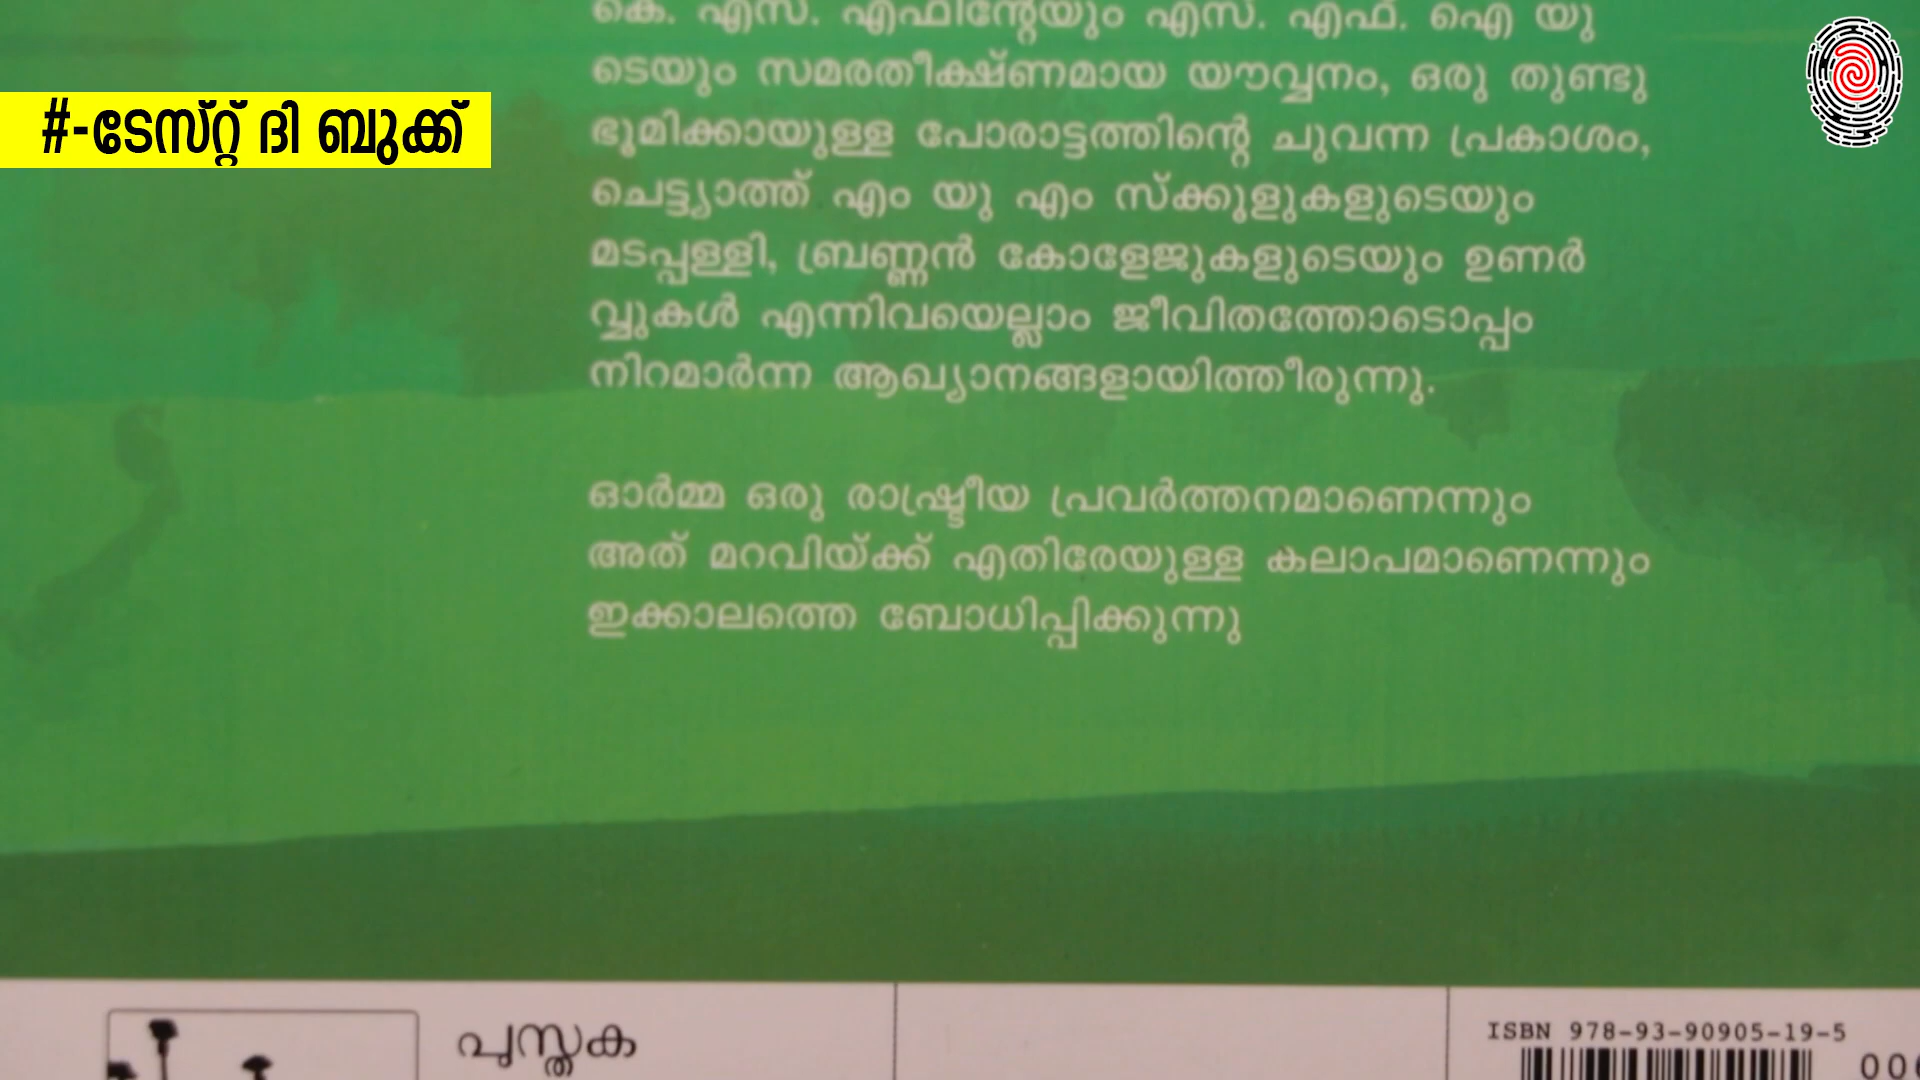 കെ. എസ്. എഫിന്റേയും എസ്. എഫ്. ഐ യു
ടെയും സമരതീക്ഷ്ണമായ യൗവ്വനം, ഒരു തുണ്ടു
#-ടേസ്റ്റ് ദി ബുക്ക്
ഭൂമിക്കായുള്ള പോരാട്ടത്തിന്റെ ചുവന്ന പ്രകാശം,
ചെട്ട്യാത്ത് എം യു എം സ്ക്കൂളുകളുടെയും
മടപ്പള്ളി, ബ്രണ്ണൻ കോളേജുകളുടെയും ഉണർ
വ്വുകൾ എന്നിവയെല്ലാം ജീവിതത്തോടൊപ്പം
നിറമാർന്ന ആഖ്യാനങ്ങളായിത്തീരുന്നു.
ഓർമ്മ ഒരു രാഷ്ട്രീയ പ്രവർത്തനമാണെന്നും
അത് മറവിയ്ക്ക് എതിരേയുള്ള കലാപമാണെന്നും
ഇക്കാലത്തെ ബോധിപ്പിക്കുന്നു
പുസ്തക
ISBN 978-93-90905-19-5